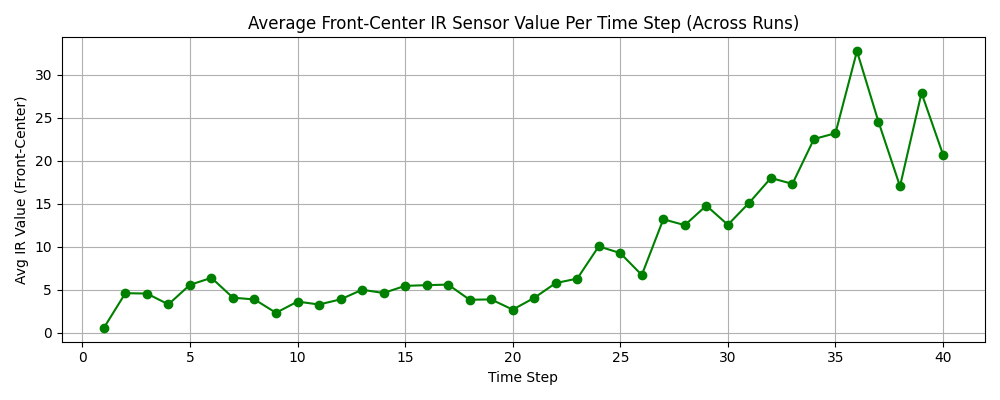 Average Front-Center IR Sensor Value Per Time Step (Across Runs)
Avg IR Value (Front-Center)
30
25
20
15
10
5
0
0 5 10 15 20 25 30 35 40
Time Step